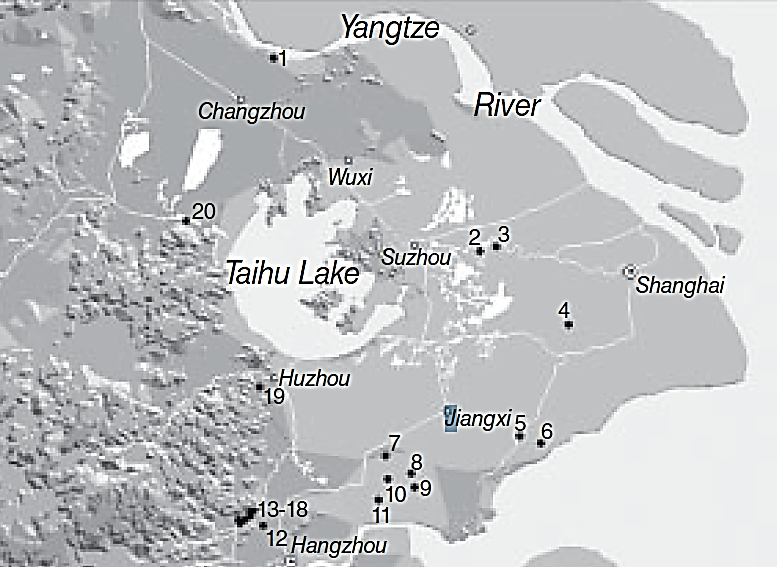 Yangtze
1
River
Changzhou
Wuxi
20
2 3
Suzhou
Taihu Lake
Shanghai
4
Huzhou
19
Jiangxi
5 6
7
8
10 9
11
13-18
12 Hangzhou